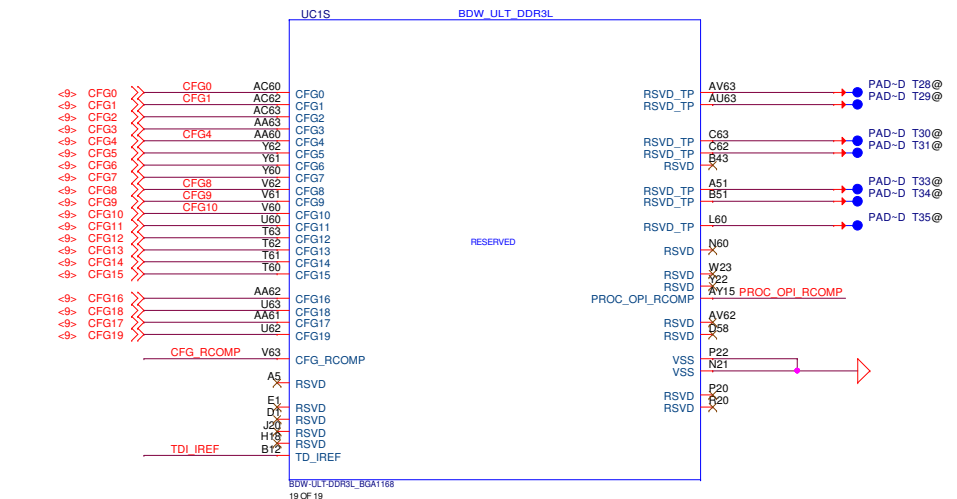 UC1S BDW_ULT_DDR3L
<9> CFG0 CFG0 AC60 CFG0 RSVD_TP AV63 PAD~D T28@
<9> CFG1 CFG1 AC62 CFG1 RSVD_TP AU63 PAD~D T29@
<9> CFG2 AC63 CFG2
<9> CFG3 AA63 CFG3
<9> CFG4 CFG4 AA60 CFG4 RSVD_TP C63 PAD~D T30@
<9> CFG5 Y62 CFG5 RSVD_TP C62 PAD~D T31@
<9> CFG6 Y61 CFG6 RSVD B43
<9> CFG7 Y60 CFG7
<9> CFG8 CFG8 V62 CFG8 RSVD_TP A51 PAD~D T33@
<9> CFG9 CFG9 V61 CFG9 RSVD_TP B51 PAD~D T34@
<9> CFG10 CFG10 V60 CFG10
<9> CFG11 U60 CFG11 RSVD_TP L60 PAD~D T35@
<9> CFG12 T63 CFG12
<9> CFG13 T62 CFG13 RESERVED RSVD N60
<9> CFG14 T61 CFG14
<9> CFG15 T60 CFG15 RSVD W23
RSVD Y22
<9> CFG16 AA62 CFG16 PROC_OPI_RCOMP AY15 PROC_OPI_RCOMP
<9> CFG18 U63 CFG18
<9> CFG17 AA61 CFG17 RSVD AV62
<9> CFG19 U62 CFG19 RSVD D58
CFG_RCOMP V63 CFG_RCOMP VSS P22
VSS N21
A5 RSVD
RSVD P20
E1 RSVD RSVD R20
D1 RSVD
J20 RSVD
H18 RSVD
TDI_IREF B12 TD_IREF
BDW-ULT-DDR3L_BGA1168
19 OF 19